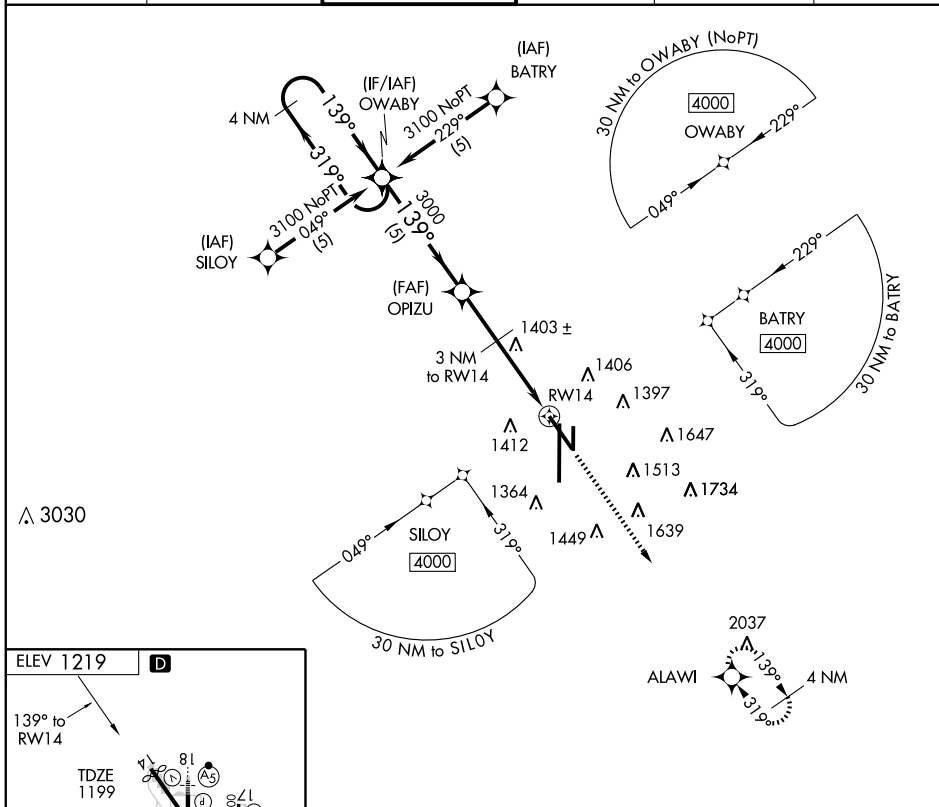 (IAF)
BATRY
(IF/IAF)
OWABY
4 NM
139°
319°
3100 NoPT
229°
(5)
3100 NoPT
049°
(5)
(IAF)
SILOY
3000
139°
(5)
(FAF)
OPIZU
1403 ±
3 NM
to RW14
1406
RW14
1397
1412
1647
1513
1364
1734
1449
1639
3030
30 NM to OWABY (NoPT)
4000
OWABY
229°
049°
229°
BATRY
4000
319°
30 NM to BATRY
049°
SILOY
4000
319°
30 NM to SILOY
2037
ALAWI
139°
319°
4 NM
ELEV 1219
D
139° to
RW14
TDZE
1199
14
18
V
A5
P
17